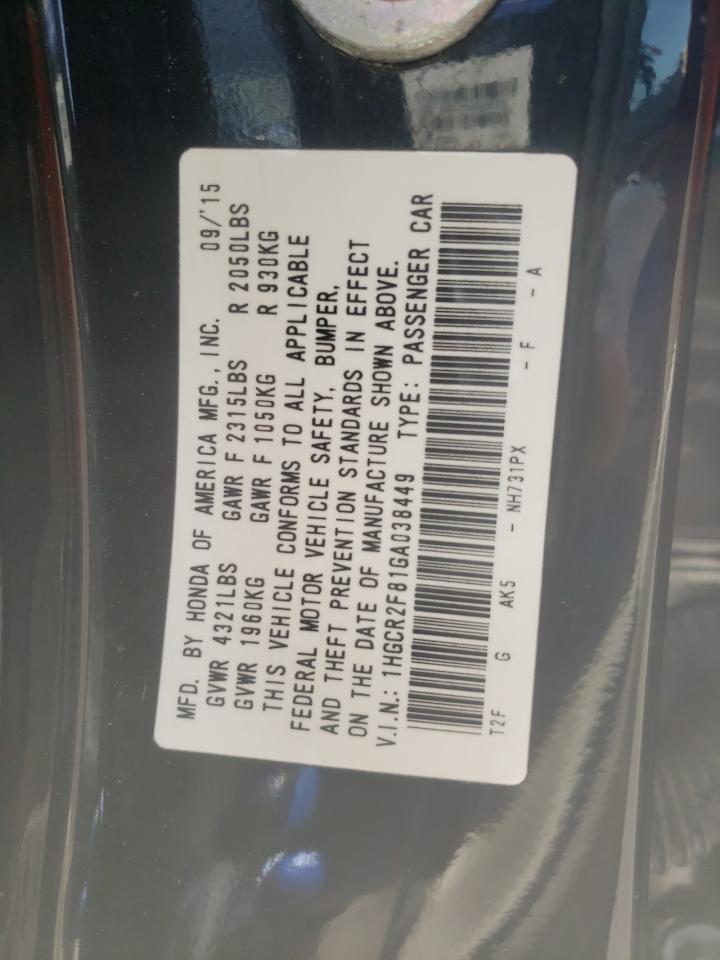 MFD. BY HONDA OF AMERICA MFG., INC. 09/'15
GVWR 4321LBS GAWR F 2315LBS R 2050LBS
GVWR 1960KG GAWR F 1050KG R 930KG
THIS VEHICLE CONFORMS TO ALL APPLICABLE
FEDERAL MOTOR VEHICLE SAFETY, BUMPER,
AND THEFT PREVENTION STANDARDS IN EFFECT
ON THE DATE OF MANUFACTURE SHOWN ABOVE.
V.I.N.: 1HGCR2F81GA038449 TYPE: PASSENGER CAR
T2F G AK5 - NH731PX - F - A